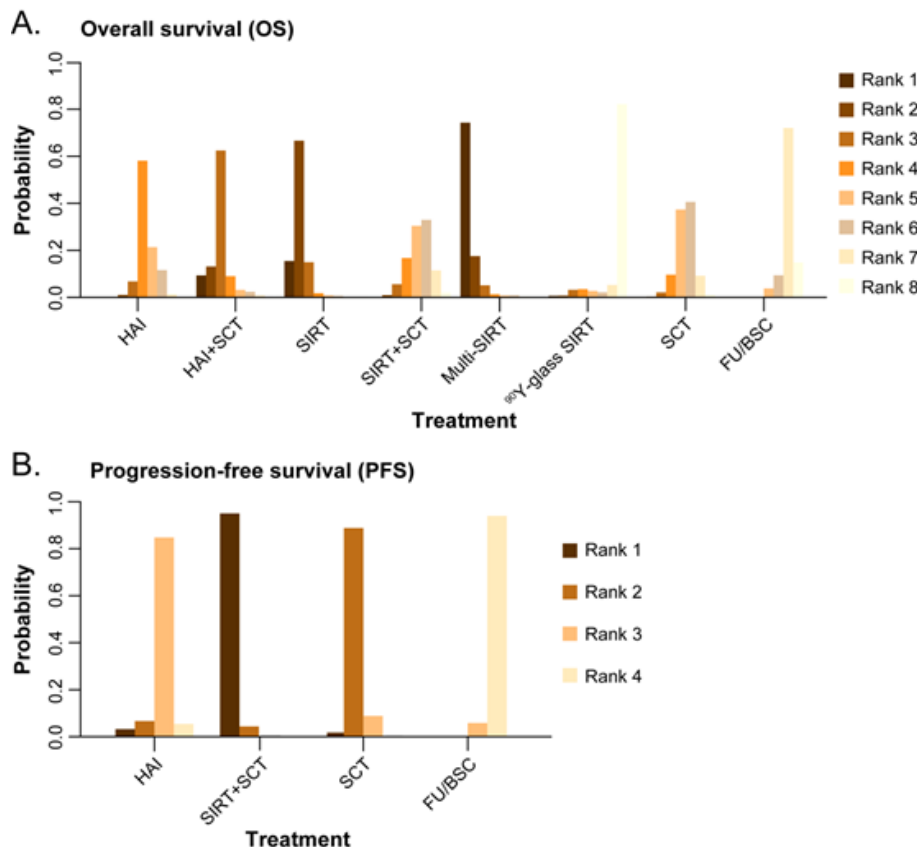 A.
Overall survival (OS)
Probability
0.0 0.2 0.4 0.6 0.8 1.0
Rank 1
Rank 2
Rank 3
Rank 4
Rank 5
Rank 6
Rank 7
Rank 8
HAI
HAI+SCT
SIRT
SIRT+SCT
Multi-SIRT
⁹⁰Y-glass SIRT
SCT
FU/BSC
Treatment
B.
Progression-free survival (PFS)
Probability
0.0 0.2 0.4 0.6 0.8 1.0
Rank 1
Rank 2
Rank 3
Rank 4
HAI
SIRT+SCT
SCT
FU/BSC
Treatment